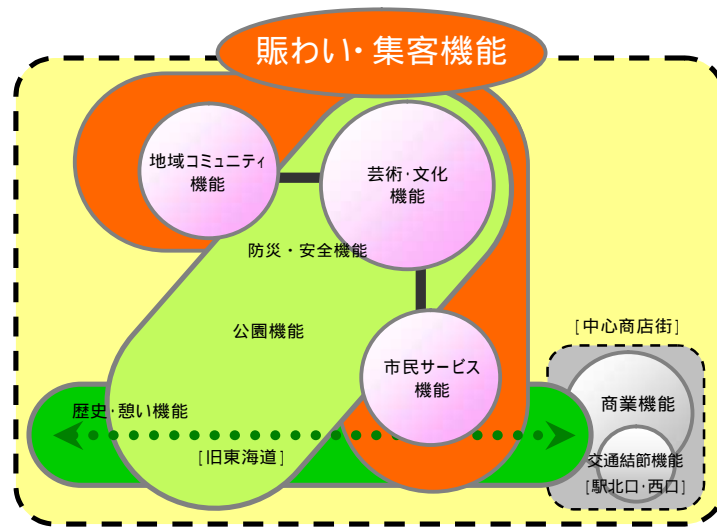 賑わい・集客機能
地域コミュニティ
機能
芸術・文化
機能
防災・安全機能
公園機能
[中心商店街]
市民サービス
機能
商業機能
歴史・憩い機能
[旧東海道]
交通結節機能
[駅北口・西口]